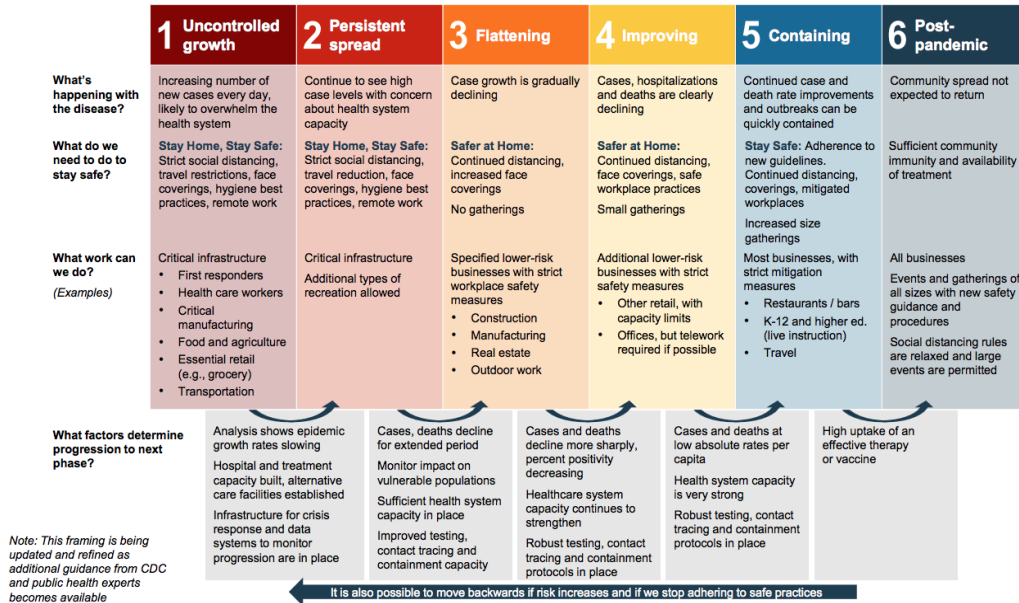 1 Uncontrolled
growth
2 Persistent
spread
3 Flattening
4 Improving
5 Containing
6 Post-
pandemic
What's
happening with
the disease?
Increasing number of
new cases every day,
likely to overwhelm the
health system
Continue to see high
case levels with concern
about health system
capacity
Case growth is gradually
declining
Cases, hospitalizations
and deaths are clearly
declining
Continued case and
death rate improvements
and outbreaks can be
quickly contained
Community spread not
expected to return
What do we
need to do to
stay safe?
Stay Home, Stay Safe:
Strict social distancing,
travel restrictions, face
coverings, hygiene best
practices, remote work
Stay Home, Stay Safe:
Strict social distancing,
travel reduction, face
coverings, hygiene best
practices, remote work
Safer at Home:
Continued distancing,
increased face
coverings
No gatherings
Safer at Home:
Continued distancing,
face coverings, safe
workplace practices
Small gatherings
Stay Safe: Adherence to
new guidelines.
Continued distancing,
coverings, mitigated
workplaces
Increased size
gatherings
Sufficient community
immunity and availability
of treatment
What work can
we do?
(Examples)
Critical infrastructure
• First responders
• Health care workers
• Critical
manufacturing
• Food and agriculture
• Essential retail
(e.g., grocery)
• Transportation
Critical infrastructure
Additional types of
recreation allowed
Specified lower-risk
businesses with strict
workplace safety
measures
• Construction
• Manufacturing
• Real estate
• Outdoor work
Additional lower-risk
businesses with strict
safety measures
• Other retail, with
capacity limits
• Offices, but telework
required if possible
Most businesses, with
strict mitigation
measures
• Restaurants / bars
• K-12 and higher ed.
(live instruction)
• Travel
All businesses
Events and gatherings of
all sizes with new safety
guidance and
procedures
Social distancing rules
are relaxed and large
events are permitted
What factors determine
progression to next
phase?
Analysis shows epidemic
growth rates slowing
Hospital and treatment
capacity built, alternative
care facilities established
Infrastructure for crisis
response and data
systems to monitor
progression are in place
Cases, deaths decline
for extended period
Monitor impact on
vulnerable populations
Sufficient health system
capacity in place
Improved testing,
contact tracing and
containment capacity
Cases and deaths
decline more sharply,
percent positivity
decreasing
Healthcare system
capacity continues to
strengthen
Robust testing, contact
tracing and containment
protocols in place
Cases and deaths at
low absolute rates per
capita
Health system capacity
is very strong
Robust testing, contact
tracing and containment
protocols in place
High uptake of an
effective therapy
or vaccine
Note: This framing is being
updated and refined as
additional guidance from CDC
and public health experts
becomes available
It is also possible to move backwards if risk increases and if we stop adhering to safe practices